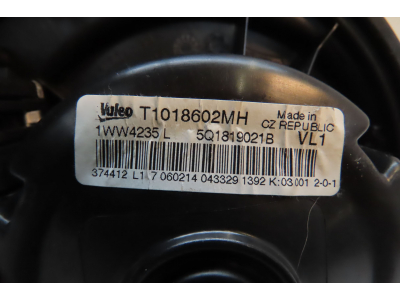 Valeo T1018602MH Made in
CZ REPUBLIC
1WW4235 L 5Q1819021B VL1
374412 L1 7 060214 043329 1392 K:03.001 2-0-1